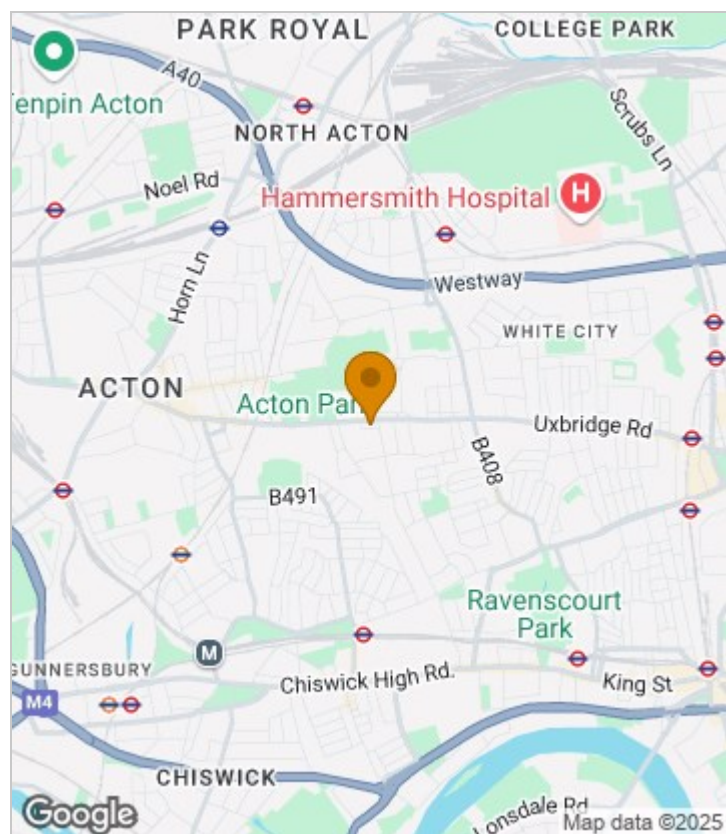 PARK ROYAL
COLLEGE PARK
A40
Tenpin Acton
NORTH ACTON
Scrubs Ln
Noel Rd
Hammersmith Hospital
H
Horn Ln
Westway
WHITE CITY
ACTON
Acton Park
Uxbridge Rd
B408
B491
Ravenscourt
Park
M
GUNNERSBURY
Chiswick High Rd.
King St
M4
CHISWICK
Lonsdale Rd
Google
Map data ©2025